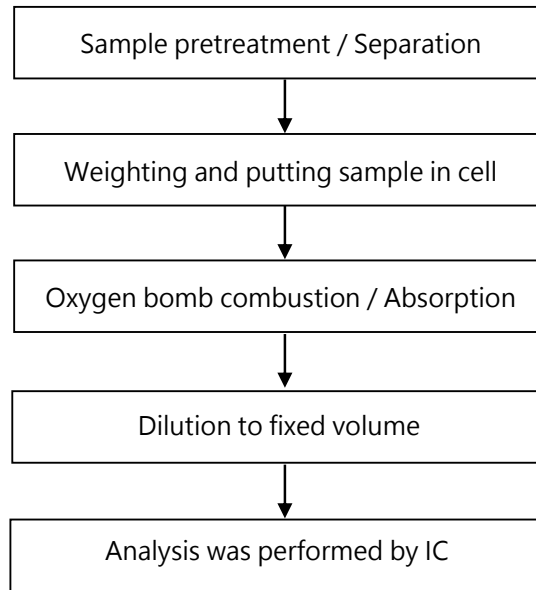 Sample pretreatment / Separation
Weighting and putting sample in cell
Oxygen bomb combustion / Absorption
Dilution to fixed volume
Analysis was performed by IC